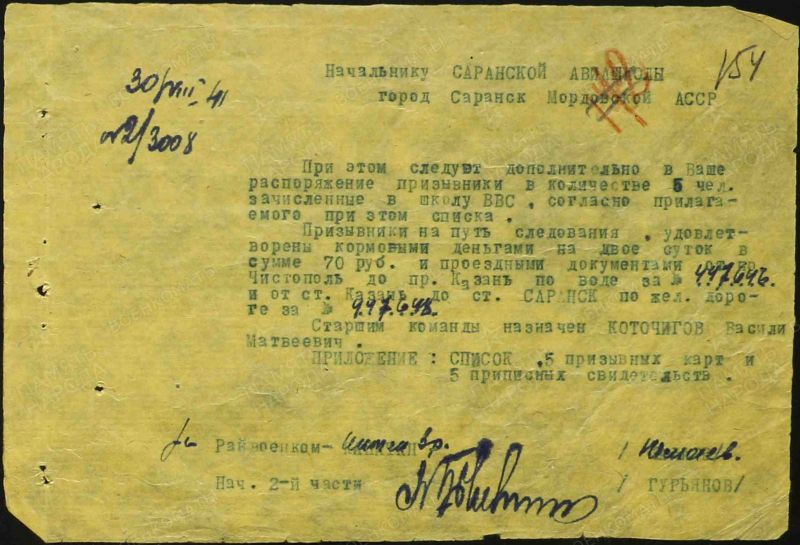 Начальнику САРАНСКОЙ АВИАШКОЛЫ
город Саранск Мордовской АССР
154
30/VIII-41
№2/3008
При этом следуют дополнительно в Ваше
распоряжение призывники в количестве 5 чел.
зачисленные в школу ВВС , согласно прилага-
емого при этом списка .
Призывники на путь следования , удовлет-
ворены кормовыми деньгами на двое суток в
сумме 70 руб. и проездными документами от
Чистополь до пр. Казань по воде за №
и от ст. Казань до ст. САРАНСК по жел. доро-
ге за №
Старшим команды назначен КОТОЧИГОВ Васили
Матвеевич .
ПРИЛОЖЕНИЕ : СПИСОК ,5 призывных карт и
5 приписных свидетельств .
Райвоенком-
Нач. 2-й части / ГУРЬЯНОВ/